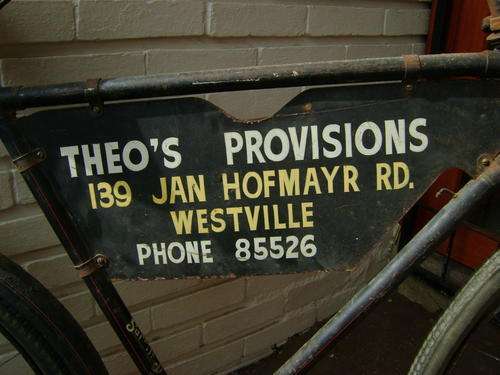 THEO'S PROVISIONS
139 JAN HOFMAYR RD.
WESTVILLE
PHONE 85526